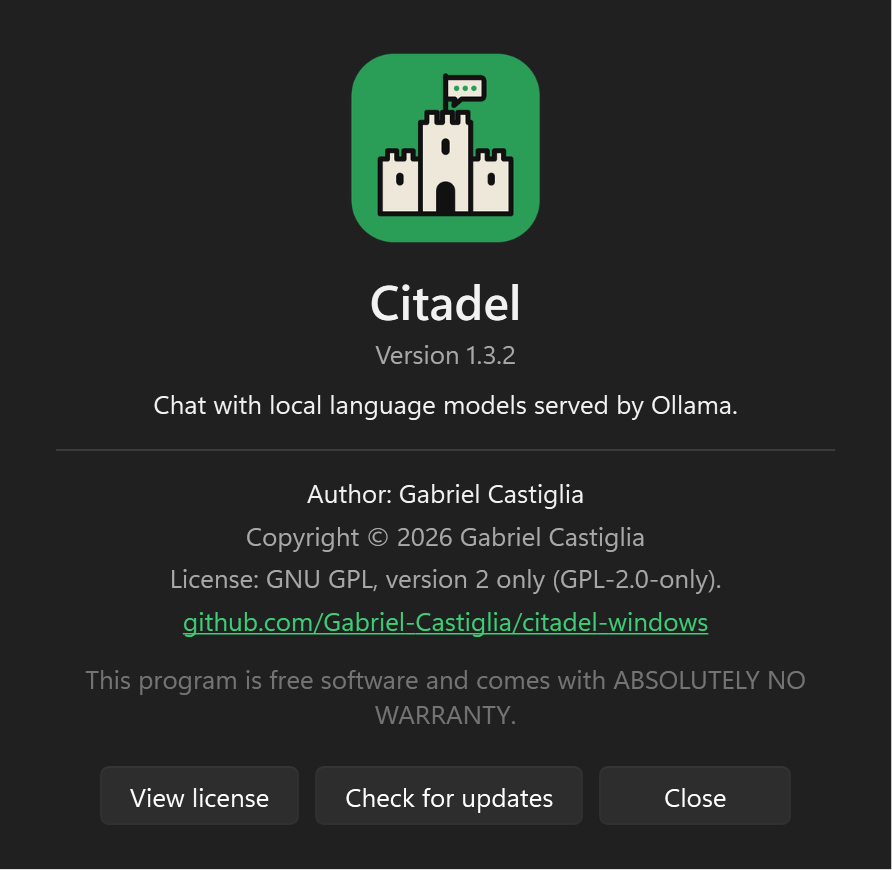 Citadel
Version 1.3.2
Chat with local language models served by Ollama.
Author: Gabriel Castiglia
Copyright © 2026 Gabriel Castiglia
License: GNU GPL, version 2 only (GPL-2.0-only).
github.com/Gabriel-Castiglia/citadel-windows
This program is free software and comes with ABSOLUTELY NO
WARRANTY.
View license
Check for updates
Close